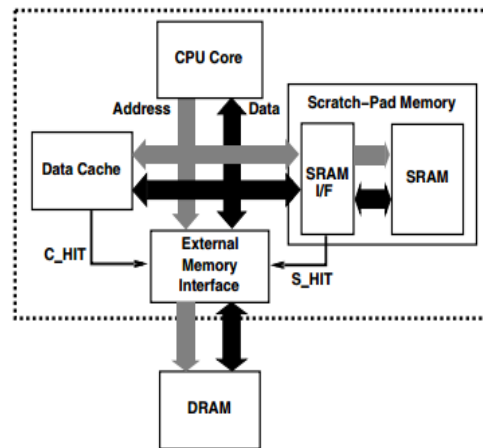 CPU Core
Address
Data
Scratch-Pad Memory
Data Cache
SRAM
I/F
SRAM
C_HIT
External
Memory
Interface
S_HIT
DRAM